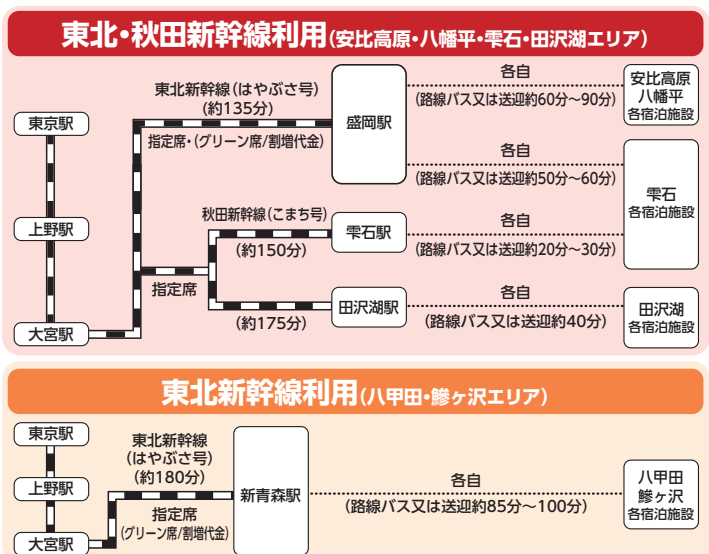 東北・秋田新幹線利用(安比高原・八幡平・雫石・田沢湖エリア)
東京駅
上野駅
大宮駅
東北新幹線(はやぶさ号)
(約135分)
指定席・(グリーン席/割増代金)
盛岡駅
各自
(路線バス又は送迎約60分〜90分)
安比高原
八幡平
各宿泊施設
各自
(路線バス又は送迎約50分〜60分)
雫石
各宿泊施設
秋田新幹線(こまち号)
(約150分)
雫石駅
各自
(路線バス又は送迎約20分〜30分)
指定席
(約175分)
田沢湖駅
各自
(路線バス又は送迎約40分)
田沢湖
各宿泊施設
東北新幹線利用(八甲田・鰺ヶ沢エリア)
東京駅
上野駅
大宮駅
東北新幹線
(はやぶさ号)
(約180分)
指定席
(グリーン席/割増代金)
新青森駅
各自
(路線バス又は送迎約85分〜100分)
八甲田
鰺ヶ沢
各宿泊施設